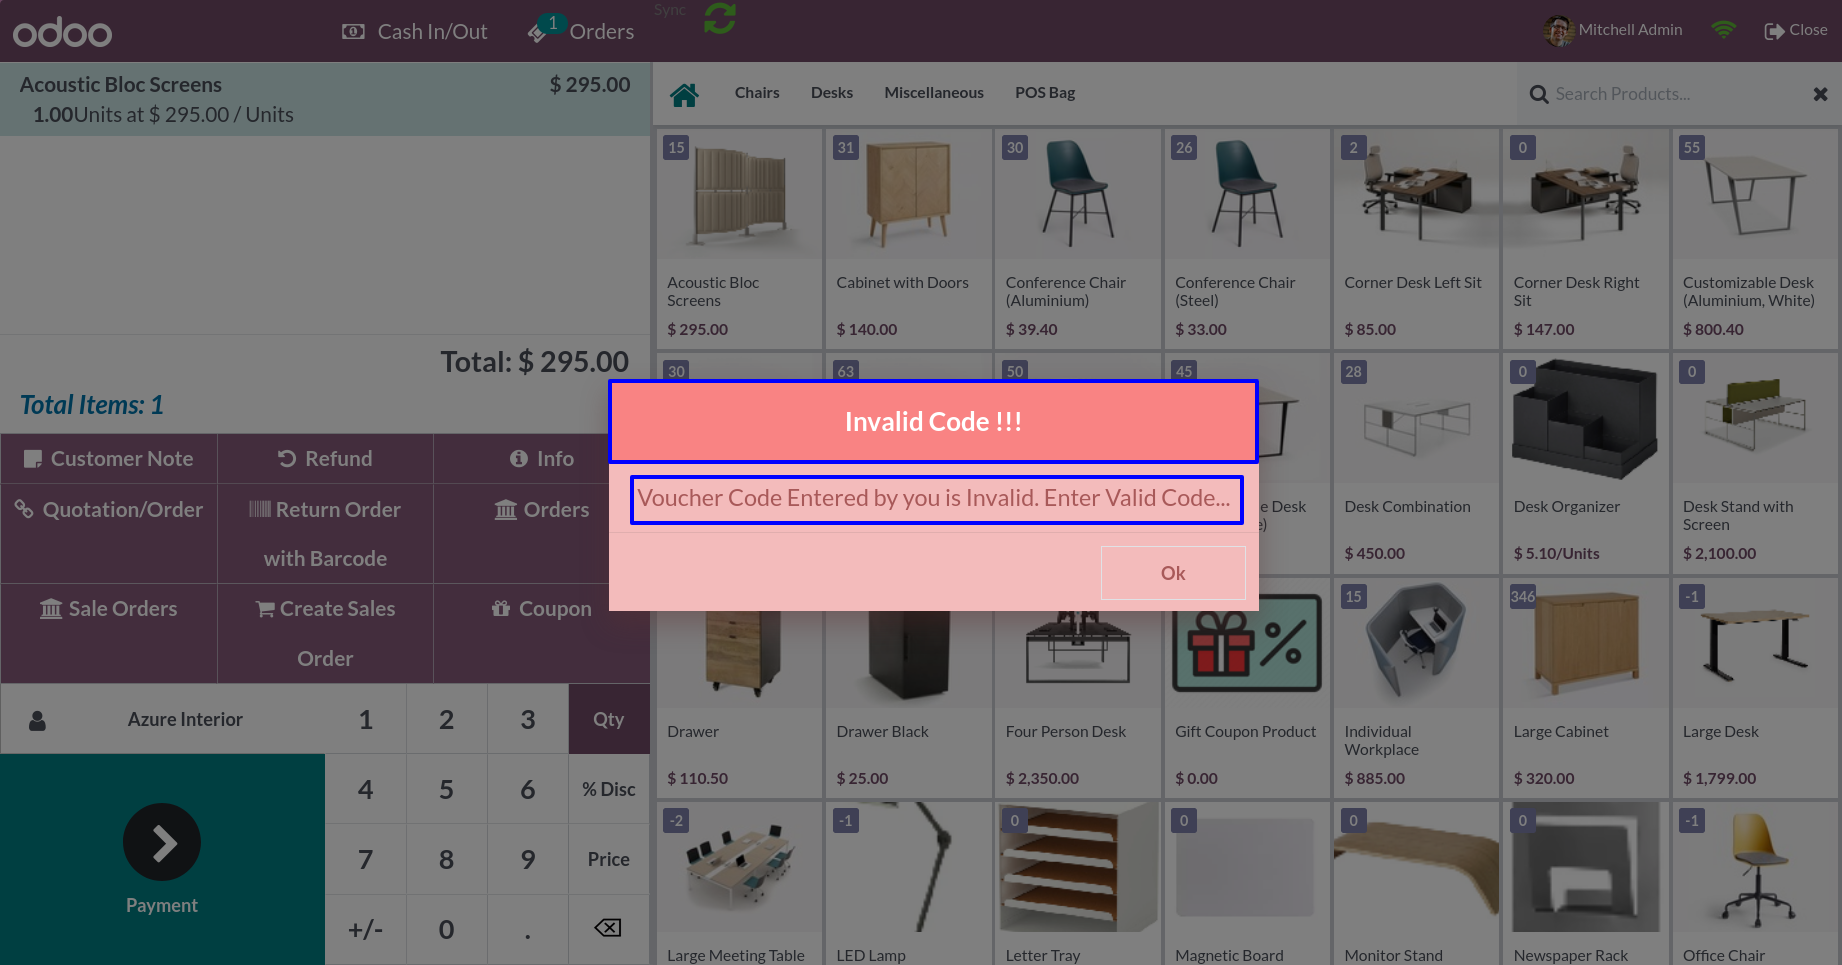 odoo
Cash In/Out
1
Orders
Sync
Mitchell Admin
Close
Acoustic Bloc Screens
$ 295.00
1.00Units at $ 295.00 / Units
Total: $ 295.00
Total Items: 1
Customer Note
Refund
Info
Quotation/Order
Return Order
with Barcode
Orders
Sale Orders
Create Sales
Order
Coupon
Azure Interior
1
2
3
Qty
4
5
6
% Disc
7
8
9
Price
+/-
0
.
Payment
Chairs
Desks
Miscellaneous
POS Bag
Search Products...
15
Acoustic Bloc
Screens
$ 295.00
31
Cabinet with Doors
$ 140.00
30
Conference Chair
(Aluminium)
$ 39.40
26
Conference Chair
(Steel)
$ 33.00
2
Corner Desk Left Sit
$ 85.00
0
Corner Desk Right
Sit
$ 147.00
55
Customizable Desk
(Aluminium, White)
$ 800.40
30
63
50
45
e Desk
e)
28
Desk Combination
$ 450.00
0
Desk Organizer
$ 5.10/Units
0
Desk Stand with
Screen
$ 2,100.00
Invalid Code !!!
Voucher Code Entered by you is Invalid. Enter Valid Code...
Ok
Drawer
$ 110.50
Drawer Black
$ 25.00
Four Person Desk
$ 2,350.00
Gift Coupon Product
$ 0.00
15
Individual
Workplace
$ 885.00
346
Large Cabinet
$ 320.00
-1
Large Desk
$ 1,799.00
-2
Large Meeting Table
-1
LED Lamp
0
Letter Tray
0
Magnetic Board
0
Monitor Stand
0
Newspaper Rack
-1
Office Chair